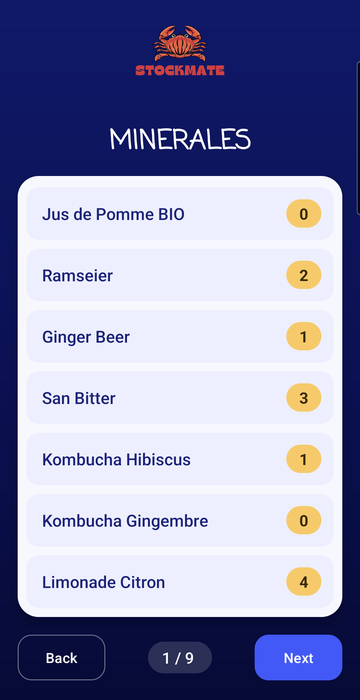 STOCKMATE
MINERALES
Jus de Pomme BIO 0
Ramseier 2
Ginger Beer 1
San Bitter 3
Kombucha Hibiscus 1
Kombucha Gingembre 0
Limonade Citron 4
Back 1 / 9 Next